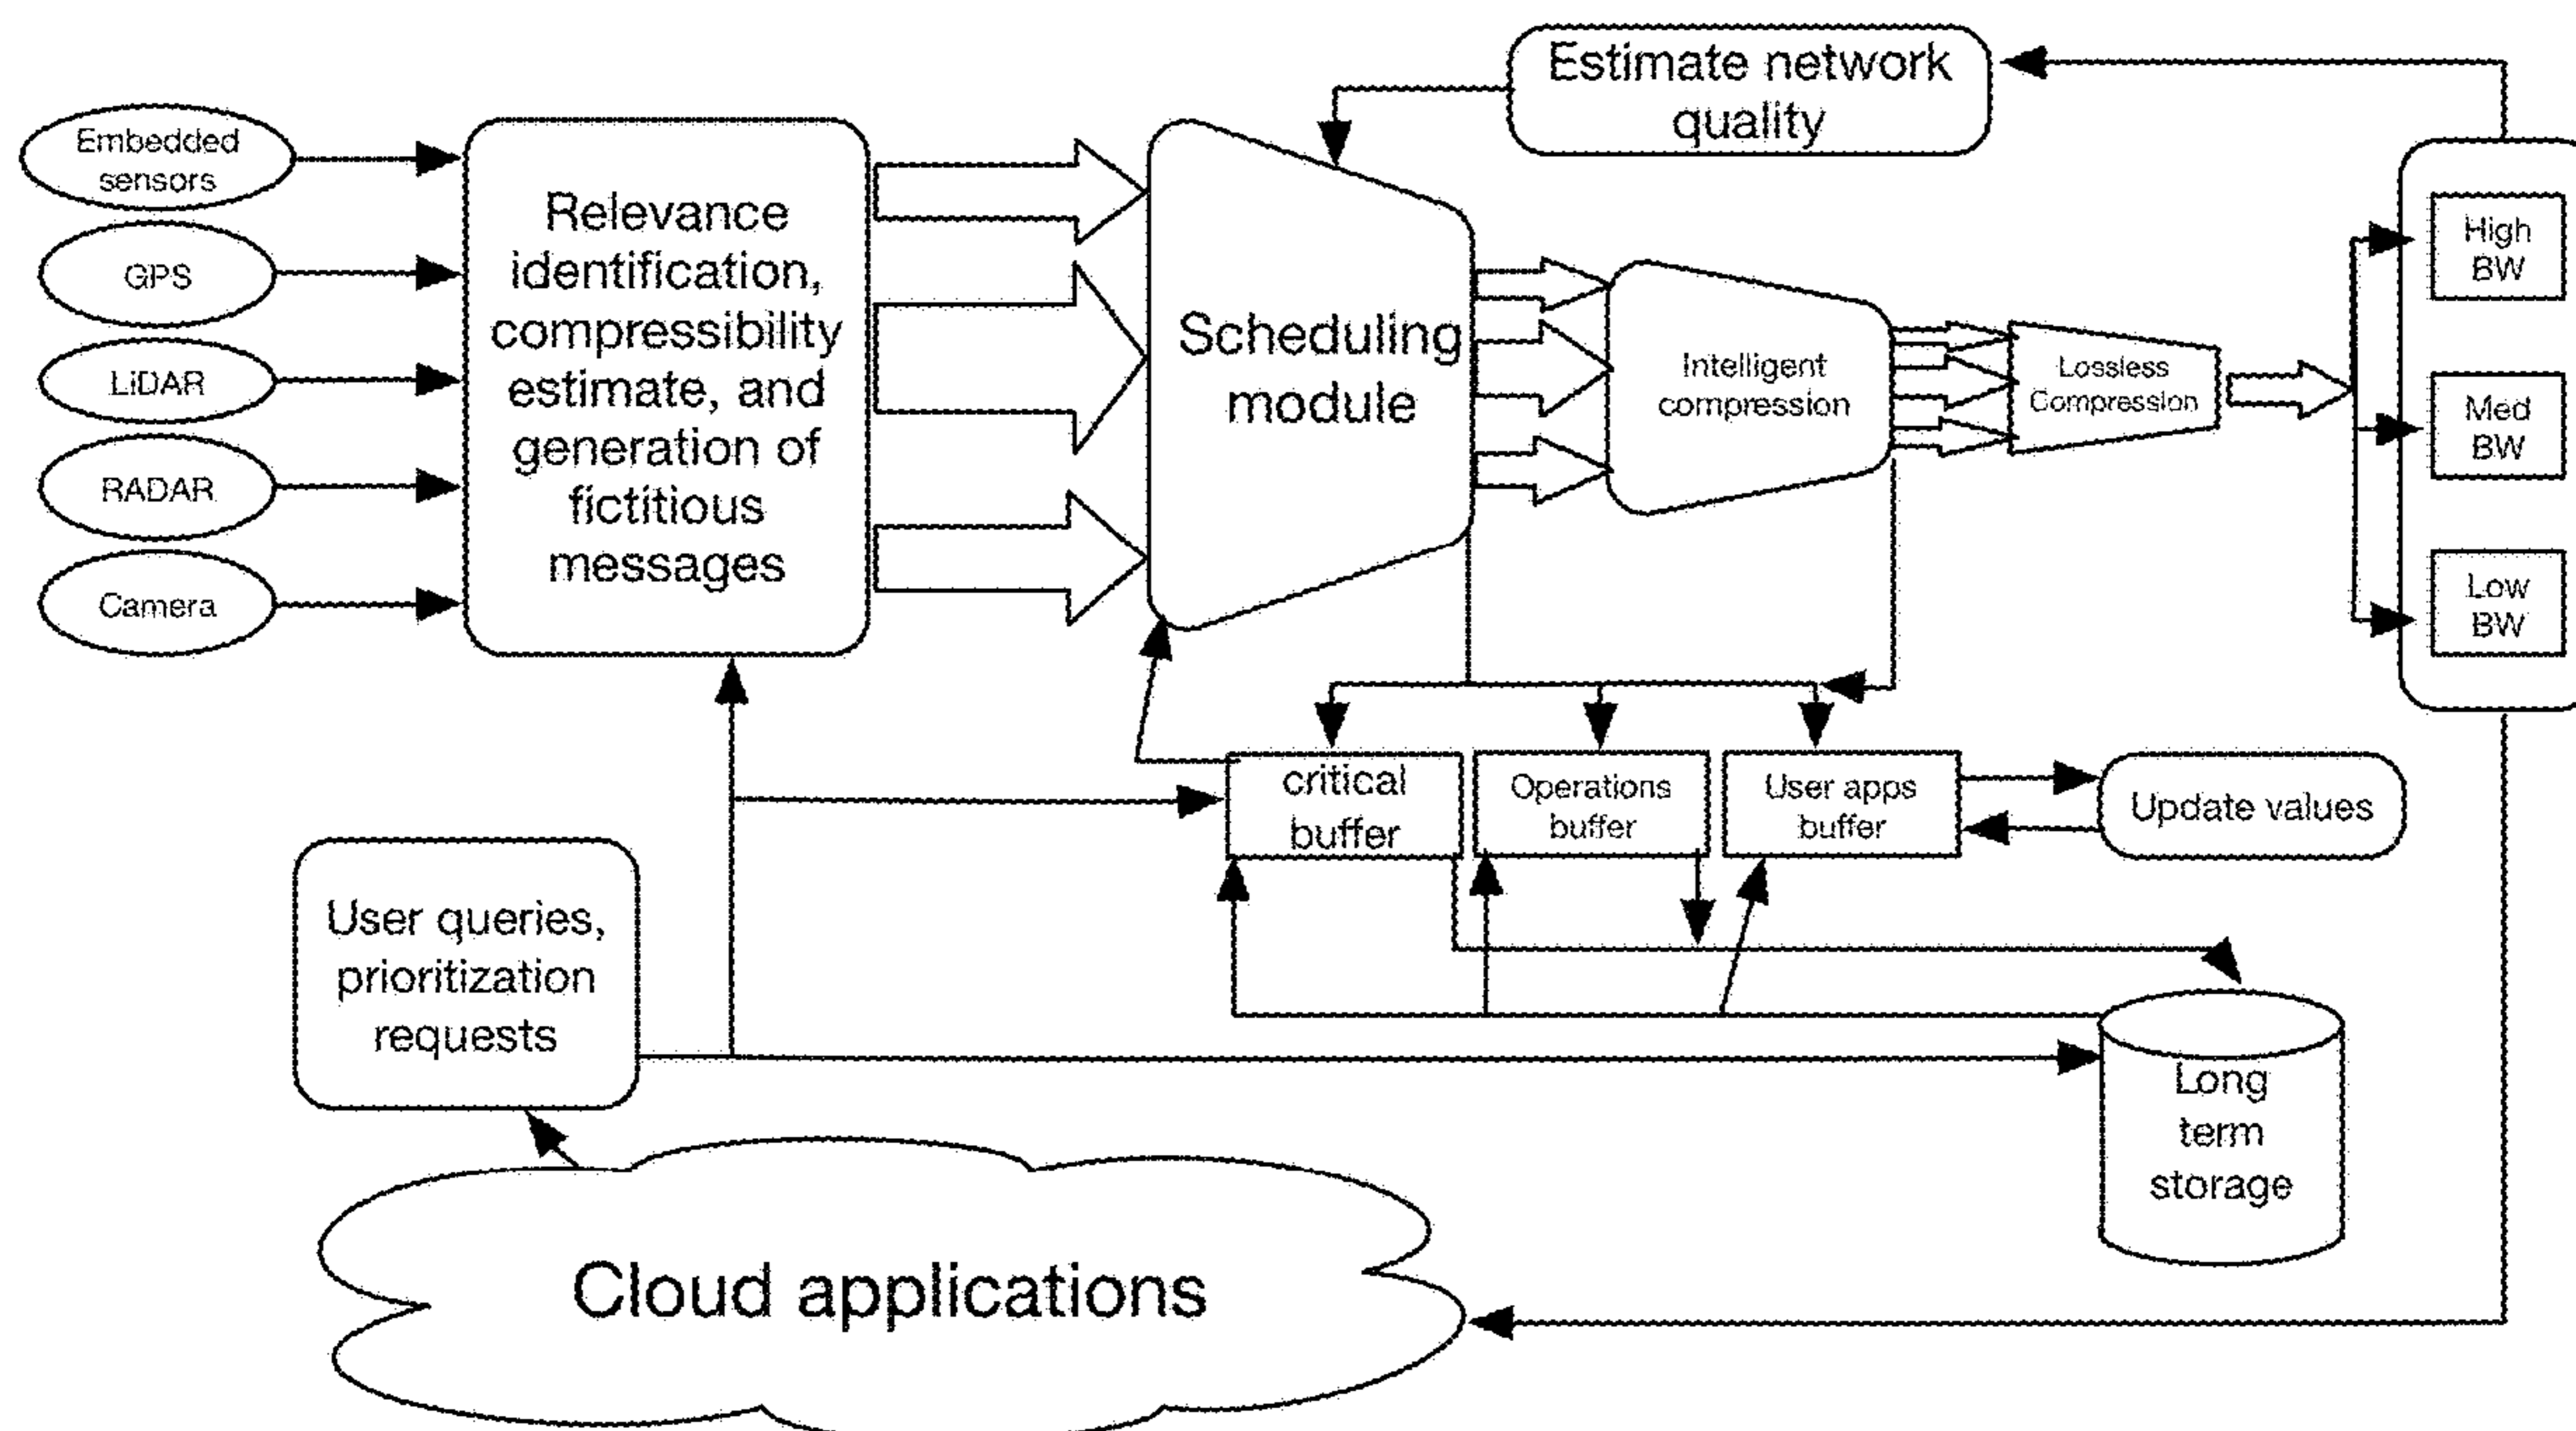 Estimate network
quality
Embedded
sensors
GPS
LiDAR
RADAR
Camera
Relevance
identification,
compressibility
estimate, and
generation of
fictitious
messages
Scheduling
module
Intelligent
compression
Lossless
Compression
High
BW
Med
BW
Low
BW
critical
buffer
Operations
buffer
User apps
buffer
Update values
User queries,
prioritization
requests
Long
term
storage
Cloud applications